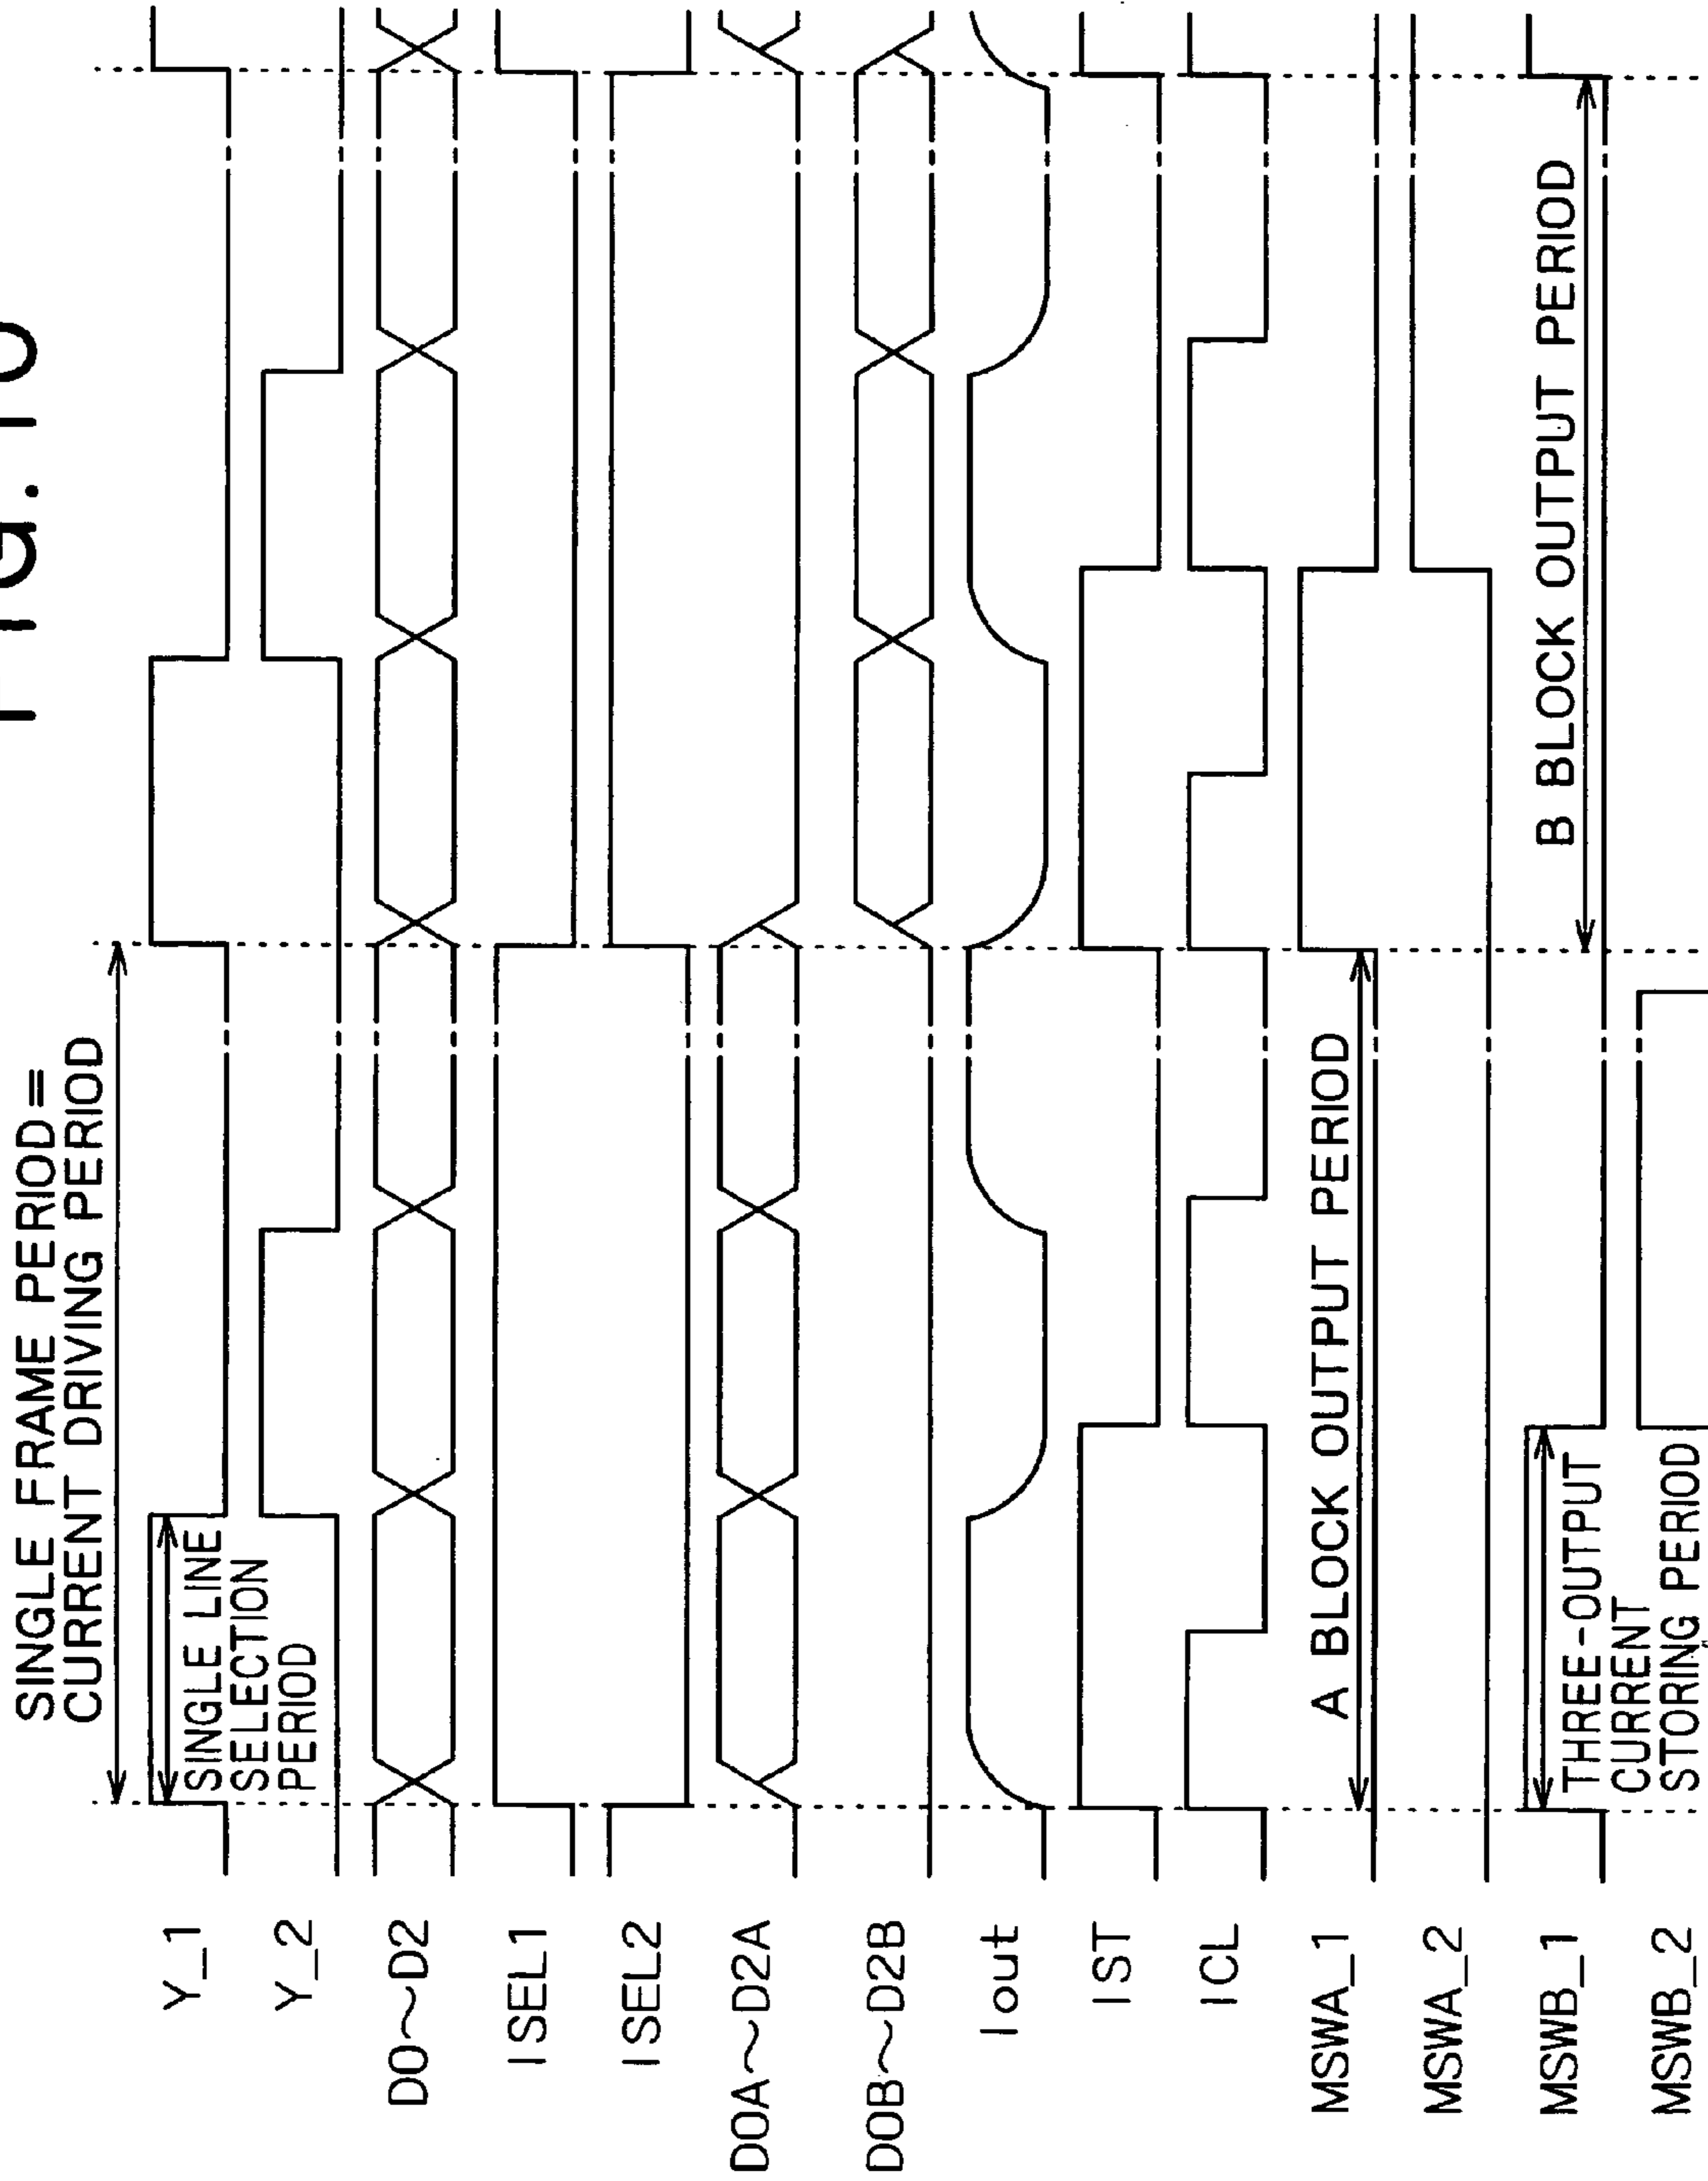 FIG.
SINGLE FRAME PERIOD=
CURRENT DRIVING PERIOD
Y_1
SINGLE LINE
SELECTION
PERIOD
Y_2
D0~D2
ISEL1
ISEL2
D0A~D2A
D0B~D2B
Iout
IST
ICL
A BLOCK OUTPUT PERIOD
MSWA_1
MSWA_2
B BLOCK OUTPUT PERIOD
MSWB_1
THREE-OUTPUT
CURRENT
STORING PERIOD
MSWB_2